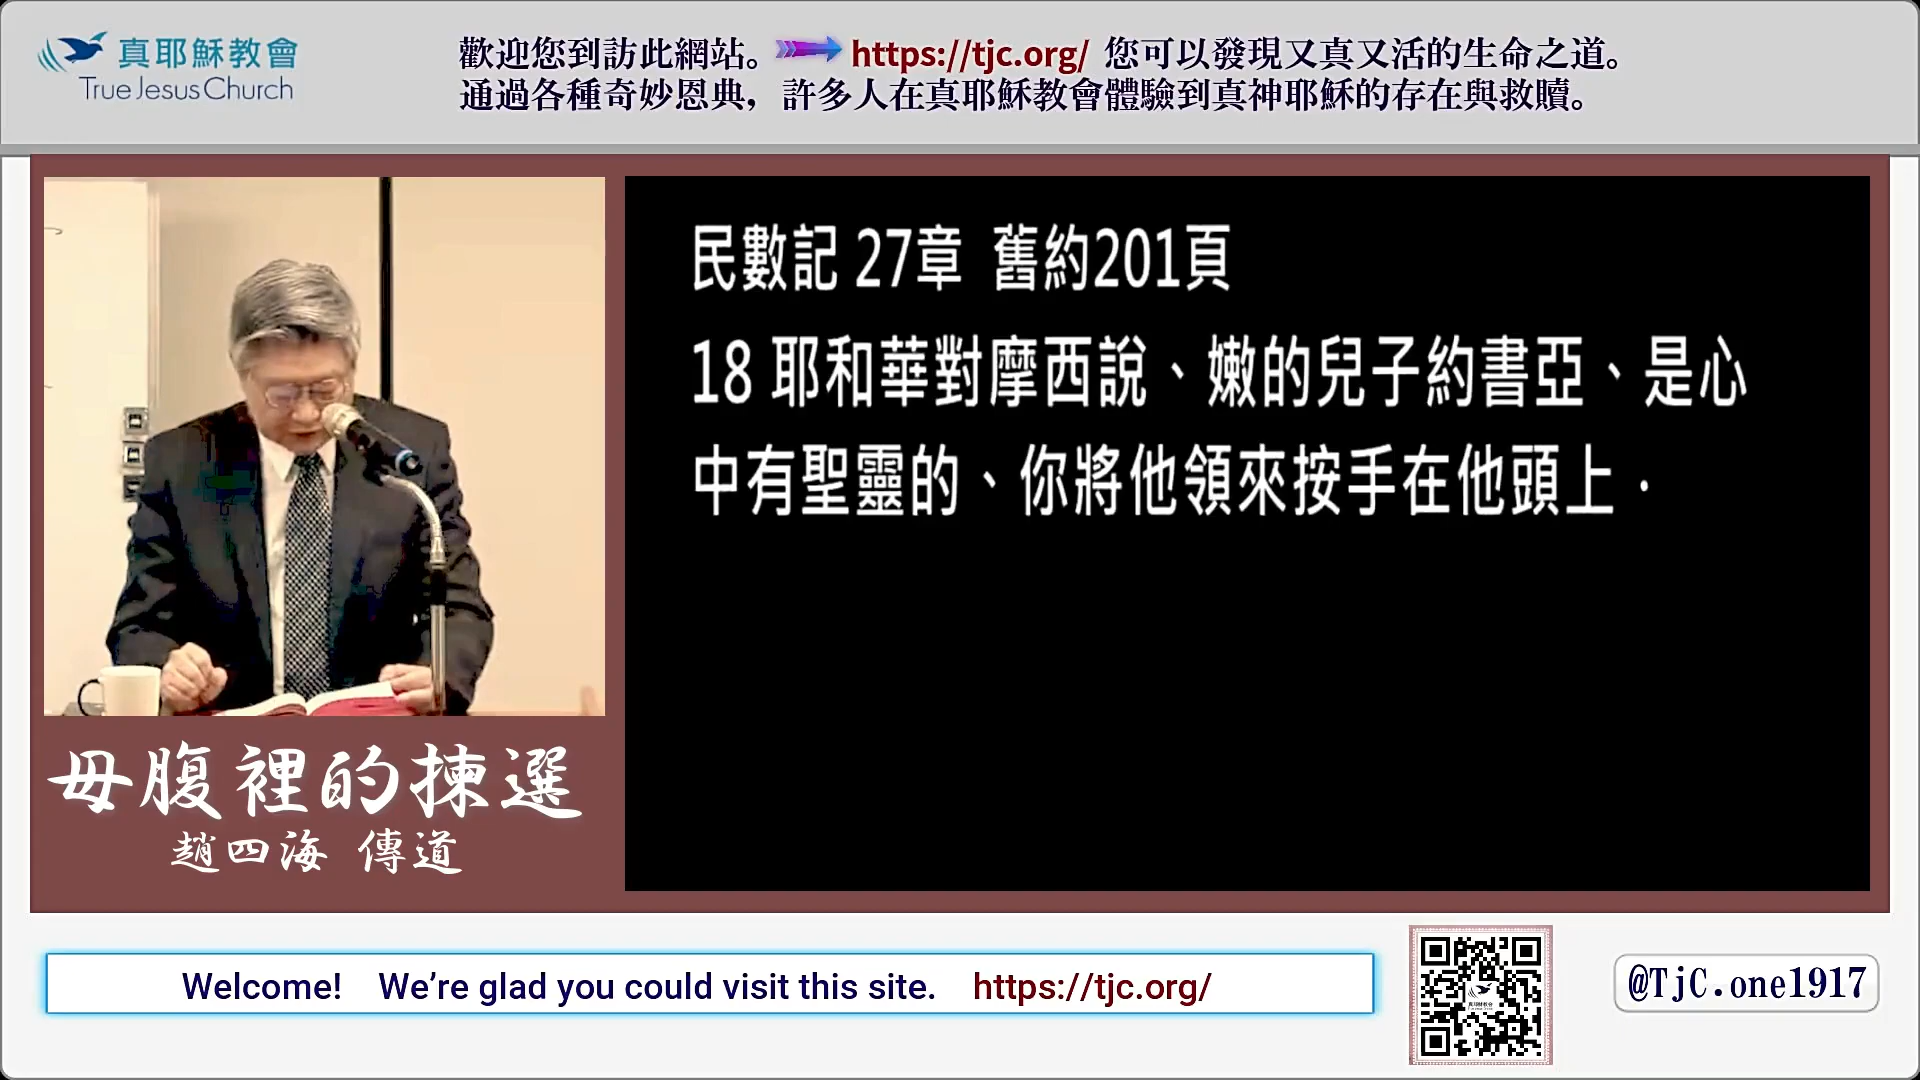 真耶穌教會
True Jesus Church
歡迎您到訪此網站。 https://tjc.org/ 您可以發現又真又活的生命之道。
通過各種奇妙恩典，許多人在真耶穌教會體驗到真神耶穌的存在與救贖。
民數記 27章 舊約201頁
18 耶和華對摩西說、嫩的兒子約書亞、是心
中有聖靈的、你將他領來按手在他頭上．
母腹裡的揀選
趙四海 傳道
Welcome! We’re glad you could visit this site. https://tjc.org/
@TjC.one1917